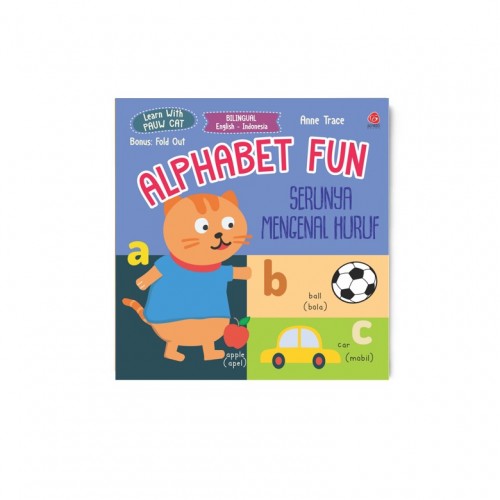 Learn With
PAUW CAT
BILINGUAL
English - Indonesia
Anne Trace
Bonus: Fold Out
ALPHABET FUN
SERUNYA
MENGENAL HURUF
a
b
ball
(bola)
c
car
(mobil)
apple
(apel)